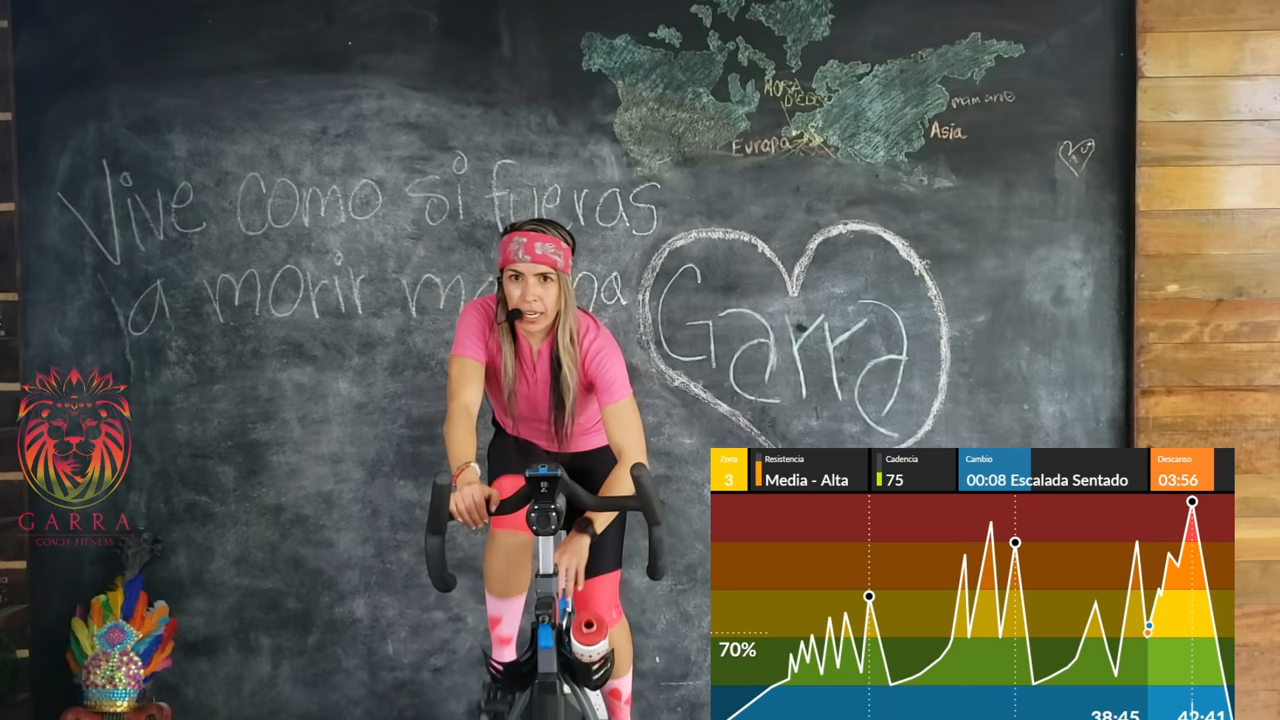 Vive como si fueras
a morir
Garra
Europa
Asia
GARRA
COACH FITNESS
Zona
3
Resistencia
Media - Alta
Cadencia
75
Cambio
00:08 Escalada Sentado
Descanso
03:56
70%
38:45
42:41